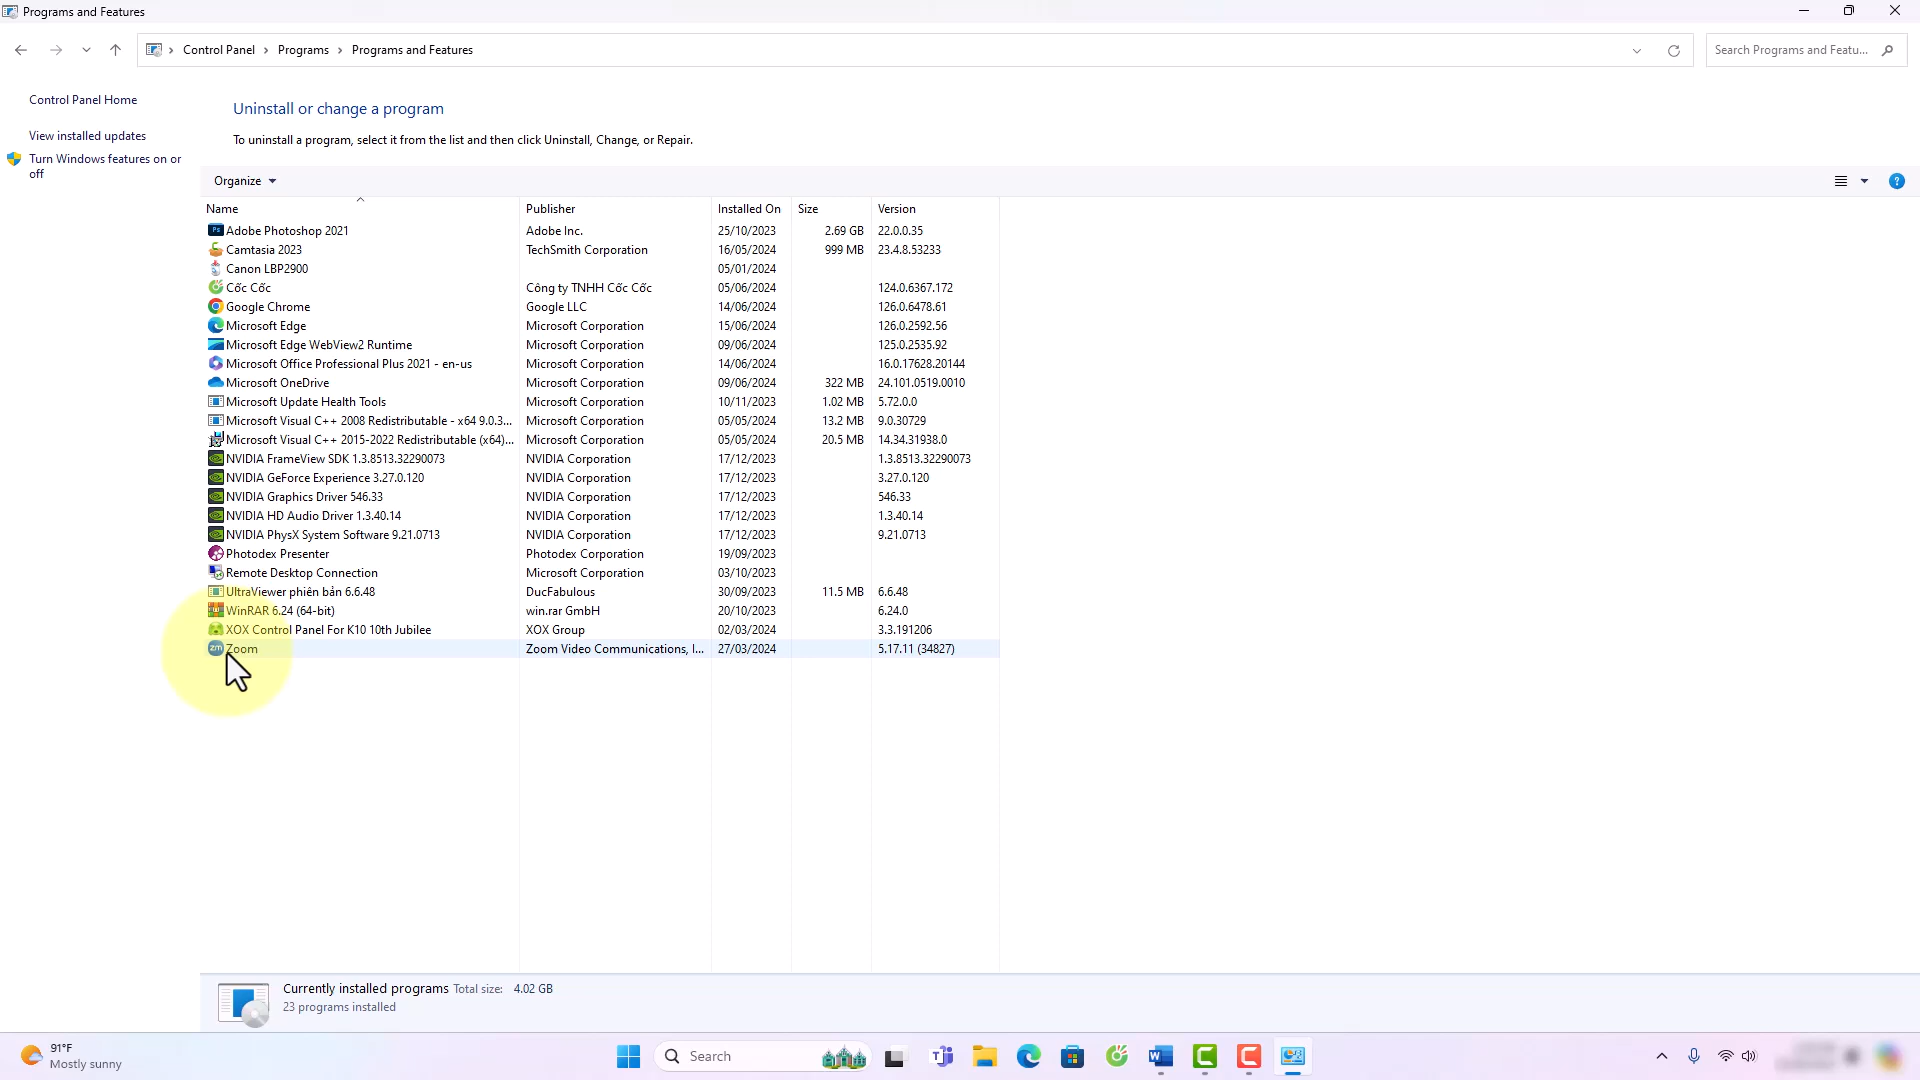 Programs and Features
Control Panel > Programs > Programs and Features
Search Programs and Featu...
Control Panel Home
View installed updates
Turn Windows features on or
off
Uninstall or change a program
To uninstall a program, select it from the list and then click Uninstall, Change, or Repair.
Organize
Name Publisher Installed On Size Version
Ps Adobe Photoshop 2021 Adobe Inc. 25/10/2023 2.69 GB 22.0.0.35
Camtasia 2023 TechSmith Corporation 16/05/2024 999 MB 23.4.8.53233
Canon LBP2900 05/01/2024
Cốc Cốc Công ty TNHH Cốc Cốc 05/06/2024 124.0.6367.172
Google Chrome Google LLC 14/06/2024 126.0.6478.61
Microsoft Edge Microsoft Corporation 15/06/2024 126.0.2592.56
Microsoft Edge WebView2 Runtime Microsoft Corporation 09/06/2024 125.0.2535.92
Microsoft Office Professional Plus 2021 - en-us Microsoft Corporation 14/06/2024 16.0.17628.20144
Microsoft OneDrive Microsoft Corporation 09/06/2024 322 MB 24.101.0519.0010
Microsoft Update Health Tools Microsoft Corporation 10/11/2023 1.02 MB 5.72.0.0
Microsoft Visual C++ 2008 Redistributable - x64 9.0.3... Microsoft Corporation 05/05/2024 13.2 MB 9.0.30729
Microsoft Visual C++ 2015-2022 Redistributable (x64)... Microsoft Corporation 05/05/2024 20.5 MB 14.34.31938.0
NVIDIA FrameView SDK 1.3.8513.32290073 NVIDIA Corporation 17/12/2023 1.3.8513.32290073
NVIDIA GeForce Experience 3.27.0.120 NVIDIA Corporation 17/12/2023 3.27.0.120
NVIDIA Graphics Driver 546.33 NVIDIA Corporation 17/12/2023 546.33
NVIDIA HD Audio Driver 1.3.40.14 NVIDIA Corporation 17/12/2023 1.3.40.14
NVIDIA PhysX System Software 9.21.0713 NVIDIA Corporation 17/12/2023 9.21.0713
Photodex Presenter Photodex Corporation 19/09/2023
Remote Desktop Connection Microsoft Corporation 03/10/2023
UltraViewer phiên bản 6.6.48 DucFabulous 30/09/2023 11.5 MB 6.6.48
WinRAR 6.24 (64-bit) win.rar GmbH 20/10/2023 6.24.0
XOX Control Panel For K10 10th Jubilee XOX Group 02/03/2024 3.3.191206
zm Zoom Zoom Video Communications, I... 27/03/2024 5.17.11 (34827)
Currently installed programs Total size: 4.02 GB
23 programs installed
91°F
Mostly sunny
Search